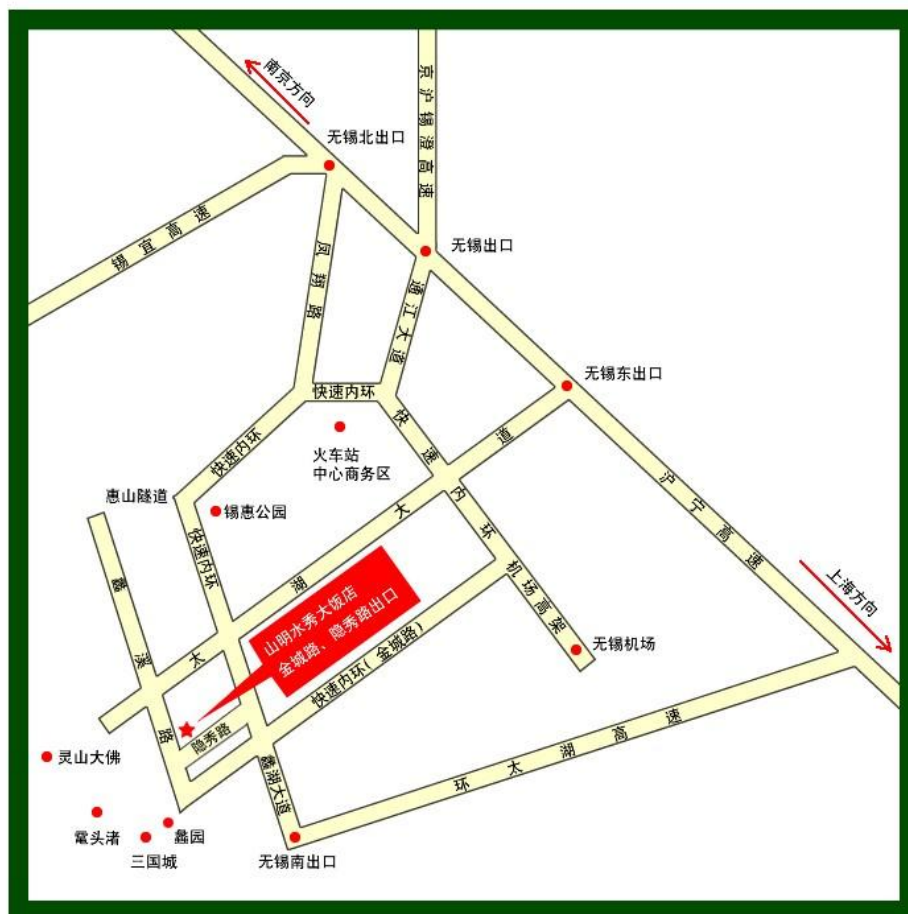 南京方向
京沪锡澄高速
无锡北出口
锡宜高速
凤翔路
无锡出口
通江大道
无锡东出口
快速内环
快速内环
火车站
中心商务区
快速内环
惠山隧道
锡惠公园
快速内环
太湖大道
沪宁高速
上海方向
机场高架
无锡机场
山明水秀大饭店
金城路、隐秀路出口
快速内环(金城路)
蠡溪路
隐秀路
灵山大佛
蠡湖大道
环太湖高速
鼋头渚
三国城
蠡园
无锡南出口